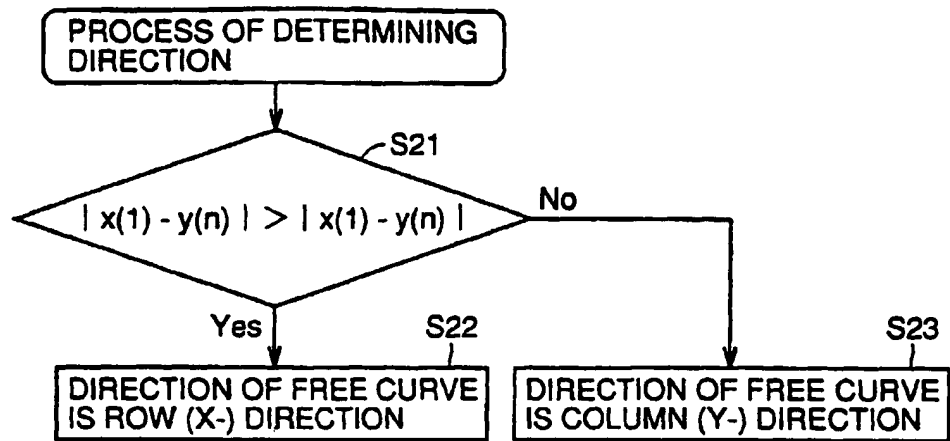 PROCESS OF DETERMINING
DIRECTION
S21
| x(1) - y(n) | > | x(1) - y(n) |
No
Yes
S22
S23
DIRECTION OF FREE CURVE
IS ROW (X-) DIRECTION
DIRECTION OF FREE CURVE
IS COLUMN (Y-) DIRECTION